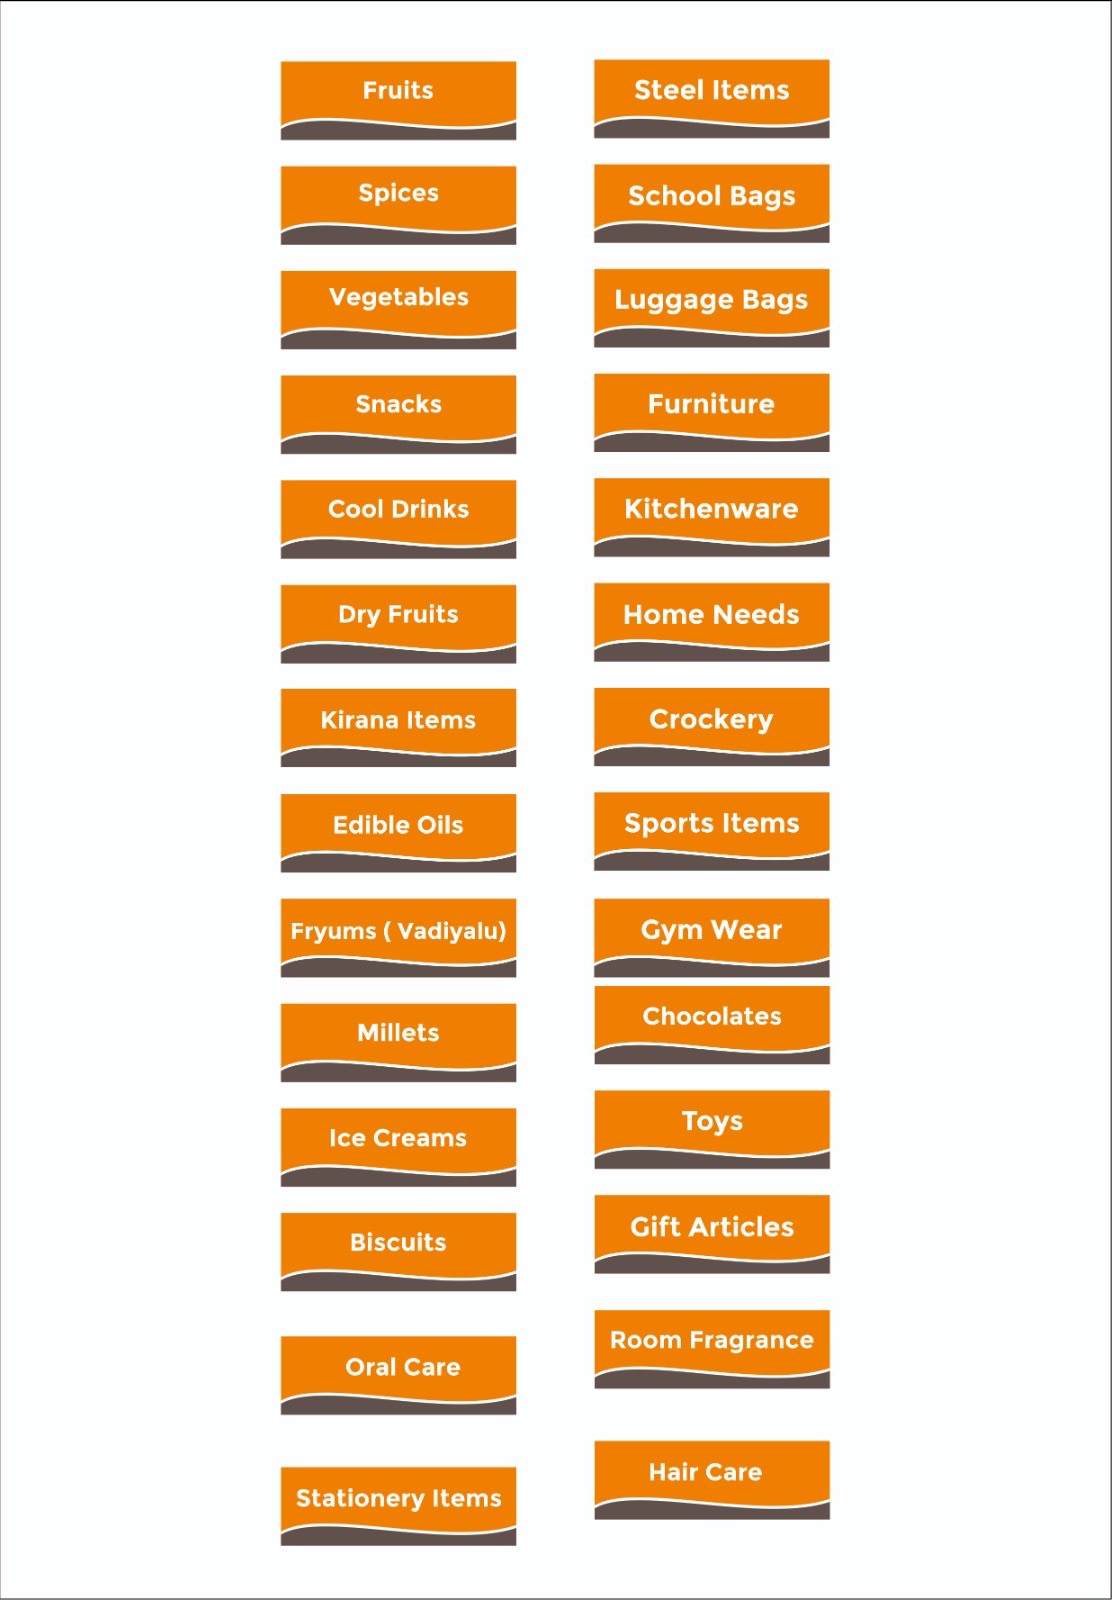 Fruits
Spices
Vegetables
Snacks
Cool Drinks
Dry Fruits
Kirana Items
Edible Oils
Fryums ( Vadiyalu)
Millets
Ice Creams
Biscuits
Oral Care
Stationery Items
Steel Items
School Bags
Luggage Bags
Furniture
Kitchenware
Home Needs
Crockery
Sports Items
Gym Wear
Chocolates
Toys
Gift Articles
Room Fragrance
Hair Care